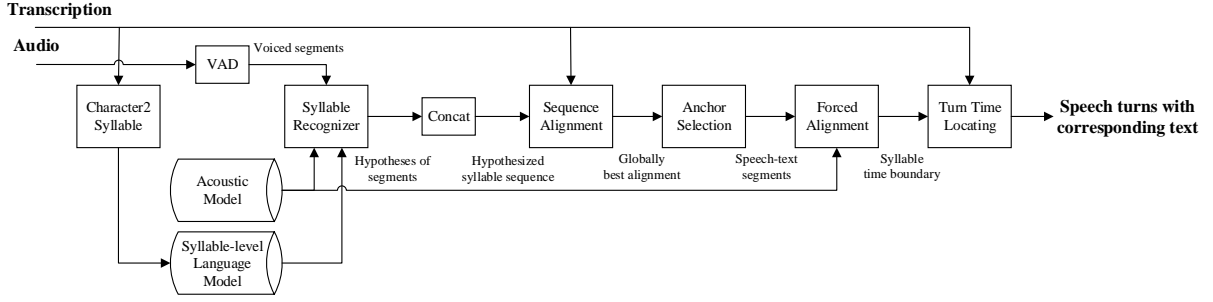 Transcription
Audio
VAD
Voiced segments
Character2
Syllable
Syllable
Recognizer
Concat
Sequence
Alignment
Anchor
Selection
Forced
Alignment
Turn Time
Locating
Speech turns with
corresponding text
Hypotheses of
segments
Hypothesized
syllable sequence
Globally
best alignment
Speech-text
segments
Syllable
time boundary
Acoustic
Model
Syllable-level
Language
Model